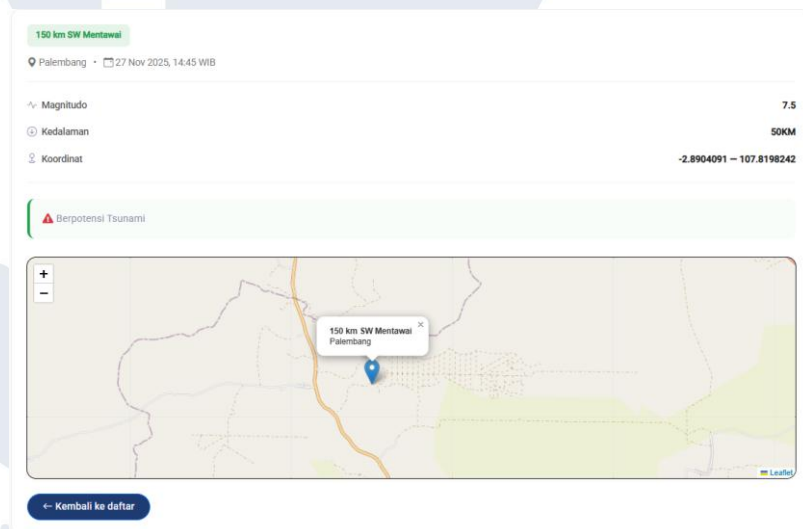 150 km SW Mentawai
Palembang • 27 Nov 2025, 14:45 WIB
Magnitudo 7.5
Kedalaman 50KM
Koordinat -2.8904091 — 107.8198242
Berpotensi Tsunami
+
−
150 km SW Mentawai ×
Palembang
Leaflet
← Kembali ke daftar